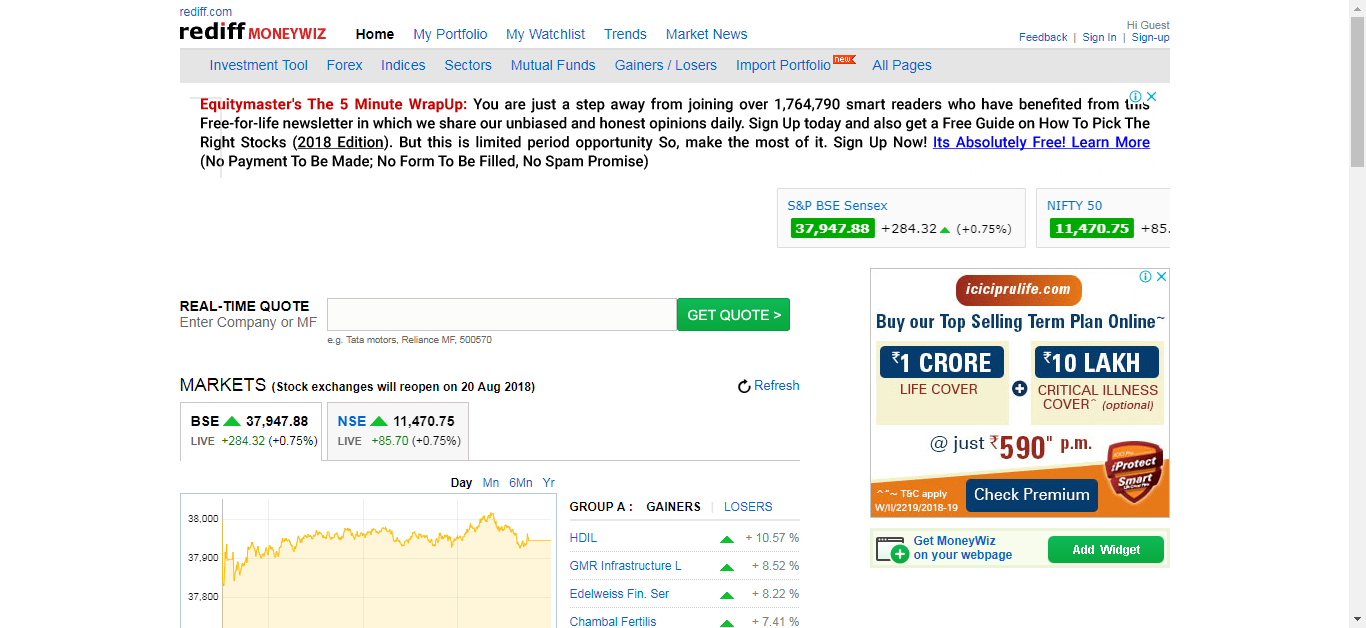 rediff.com
rediff MONEYWIZ
Home My Portfolio My Watchlist Trends Market News
Hi Guest
Feedback | Sign In | Sign-up
Investment Tool Forex Indices Sectors Mutual Funds Gainers / Losers Import Portfolio new All Pages
Equitymaster's The 5 Minute WrapUp: You are just a step away from joining over 1,764,790 smart readers who have benefited from this
Free-for-life newsletter in which we share our unbiased and honest opinions daily. Sign Up today and also get a Free Guide on How To Pick The
Right Stocks (2018 Edition). But this is limited period opportunity So, make the most of it. Sign Up Now! Its Absolutely Free! Learn More
(No Payment To Be Made; No Form To Be Filled, No Spam Promise)
S&P BSE Sensex
37,947.88 +284.32 (+0.75%)
NIFTY 50
11,470.75 +85.
REAL-TIME QUOTE
Enter Company or MF
GET QUOTE >
e.g. Tata motors, Reliance MF, 500570
MARKETS (Stock exchanges will reopen on 20 Aug 2018)
Refresh
BSE 37,947.88
LIVE +284.32 (+0.75%)
NSE 11,470.75
LIVE +85.70 (+0.75%)
Day Mn 6Mn Yr
38,000
37,900
37,800
GROUP A : GAINERS | LOSERS
HDIL + 10.57 %
GMR Infrastructure L + 8.52 %
Edelweiss Fin. Ser + 8.22 %
Chambal Fertilis + 7.41 %
iciciprulife.com
Buy our Top Selling Term Plan Online~
₹1 CRORE
LIFE COVER
₹10 LAKH
CRITICAL ILLNESS
COVER^ (optional)
@ just ₹590" p.m.
iProtect
Smart
^"~ T&C apply
W/II/2219/2018-19
Check Premium
Get MoneyWiz
on your webpage
Add Widget